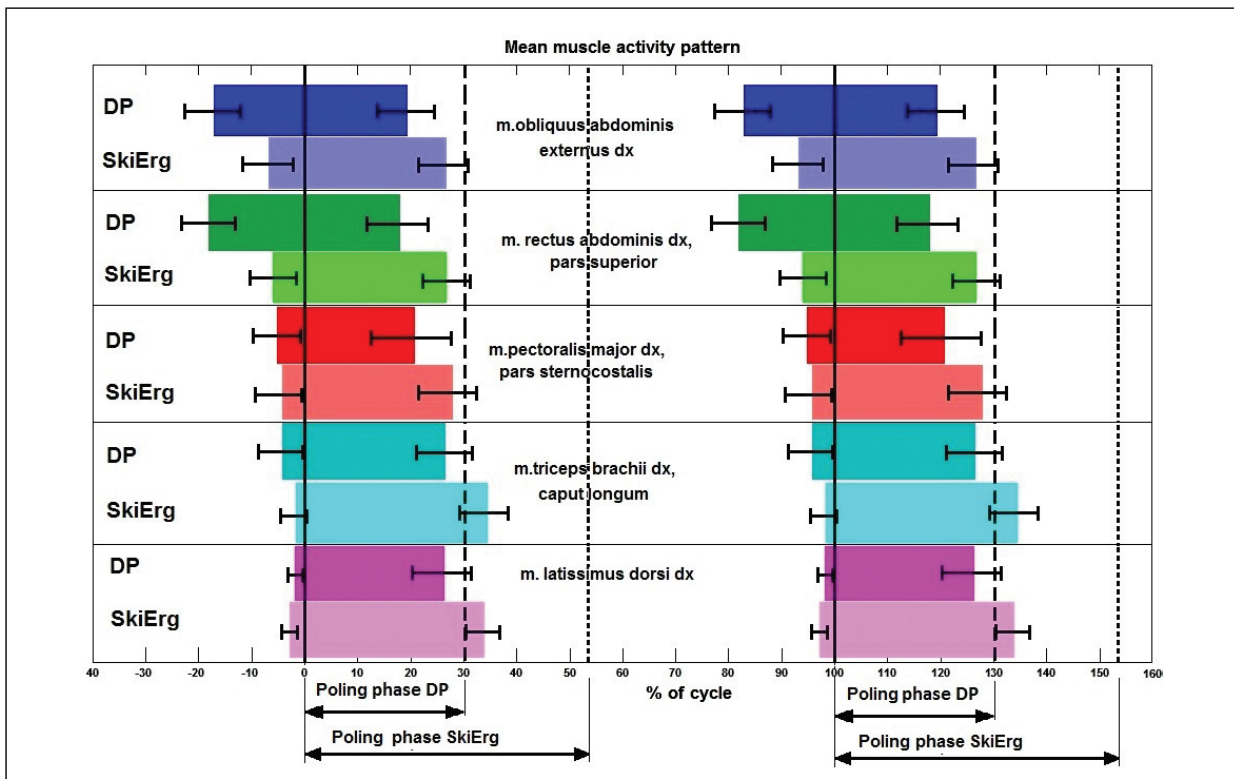 Mean muscle activity pattern
DP
m.obliquus abdominis
externus dx
SkiErg
DP
m. rectus abdominis dx,
pars superior
SkiErg
DP
m.pectoralis major dx,
pars sternocostalis
SkiErg
DP
m.triceps brachii dx,
caput longum
SkiErg
DP
m. latissimus dorsi dx
SkiErg
40 -30 -20 -10 0 10 20 30 40 50 60 70 80 90 100 110 120 130 140 150 160
Poling phase DP % of cycle Poling phase DP
Poling phase SkiErg Poling phase SkiErg